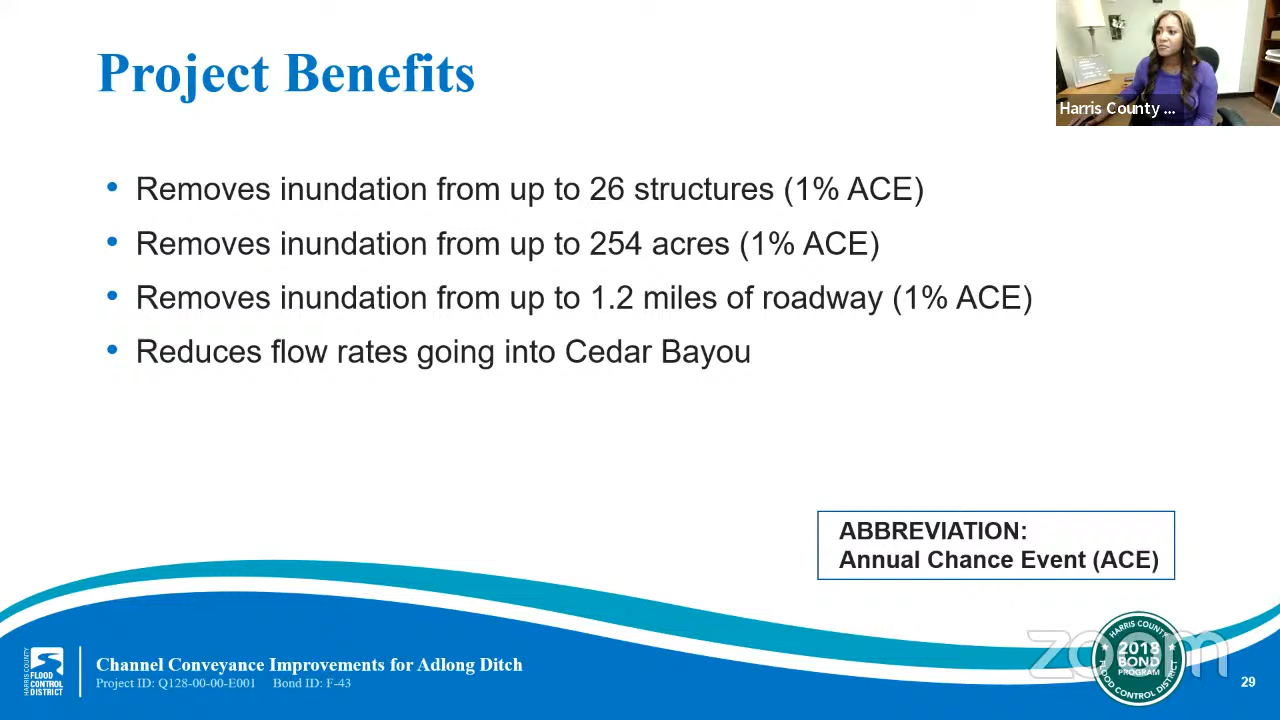 Project Benefits
Harris County ...
• Removes inundation from up to 26 structures (1% ACE)
• Removes inundation from up to 254 acres (1% ACE)
• Removes inundation from up to 1.2 miles of roadway (1% ACE)
• Reduces flow rates going into Cedar Bayou
ABBREVIATION:
Annual Chance Event (ACE)
HARRIS COUNTY
FLOOD
CONTROL
DISTRICT
Channel Conveyance Improvements for Adlong Ditch
Project ID: Q128-00-00-E001 Bond ID: F-43
zoom
HARRIS COUNTY
2018
BOND
PROGRAM
FLOOD CONTROL DISTRICT
29